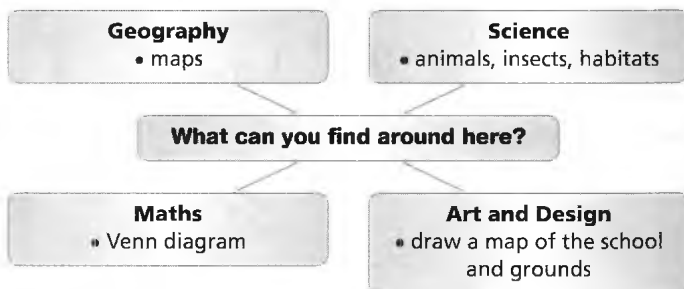 Geography
• maps
Science
• animals, insects, habitats
What can you find around here?
Maths
• Venn diagram
Art and Design
• draw a map of the school
and grounds